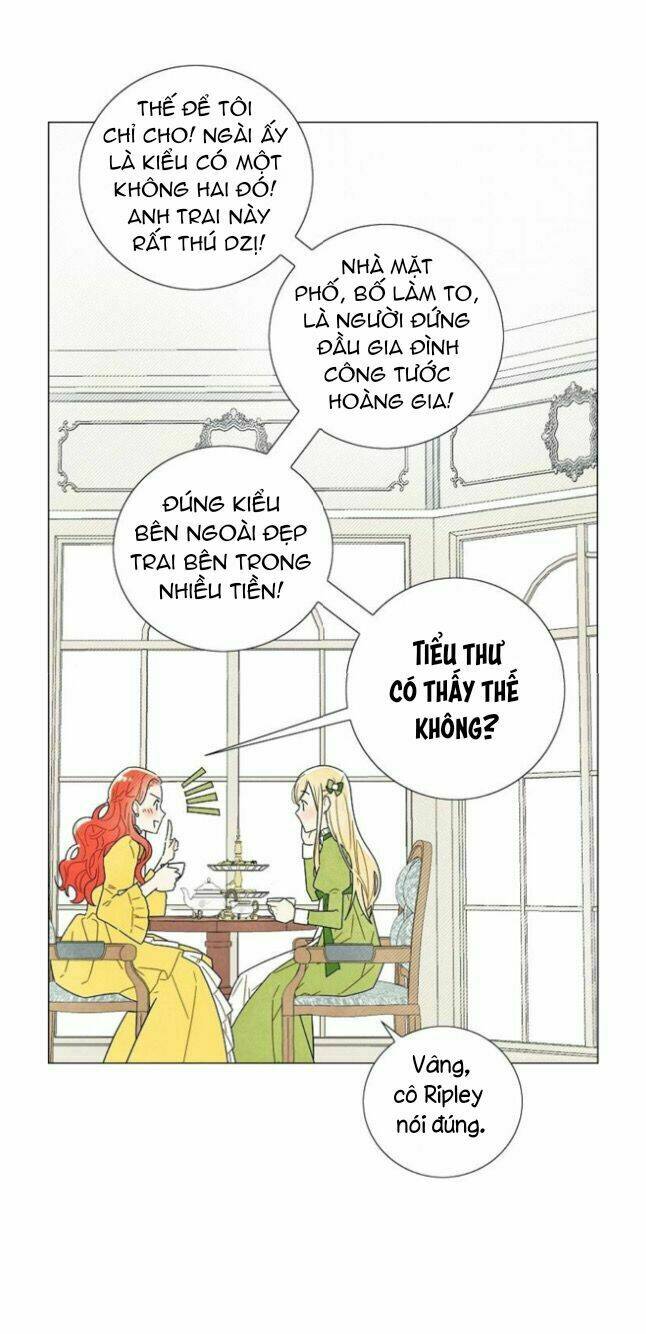 THẾ ĐỂ TÔI
CHỈ CHO! NGÀI ẤY
LÀ KIỂU CÓ MỘT
KHÔNG HAI ĐÓ!
ANH TRAI NÀY
RẤT THÚ DZỊ!
NHÀ MẶT
PHỐ, BỐ LÀM TO,
LÀ NGƯỜI ĐỨNG
ĐẦU GIA ĐÌNH
CÔNG TƯỚC
HOÀNG GIA!
ĐÚNG KIỂU
BÊN NGOÀI ĐẸP
TRAI BÊN TRONG
NHIỀU TIỀN!
TIỂU THƯ
CÓ THẤY THẾ
KHÔNG?
Vâng,
cô Ripley
nói đúng.